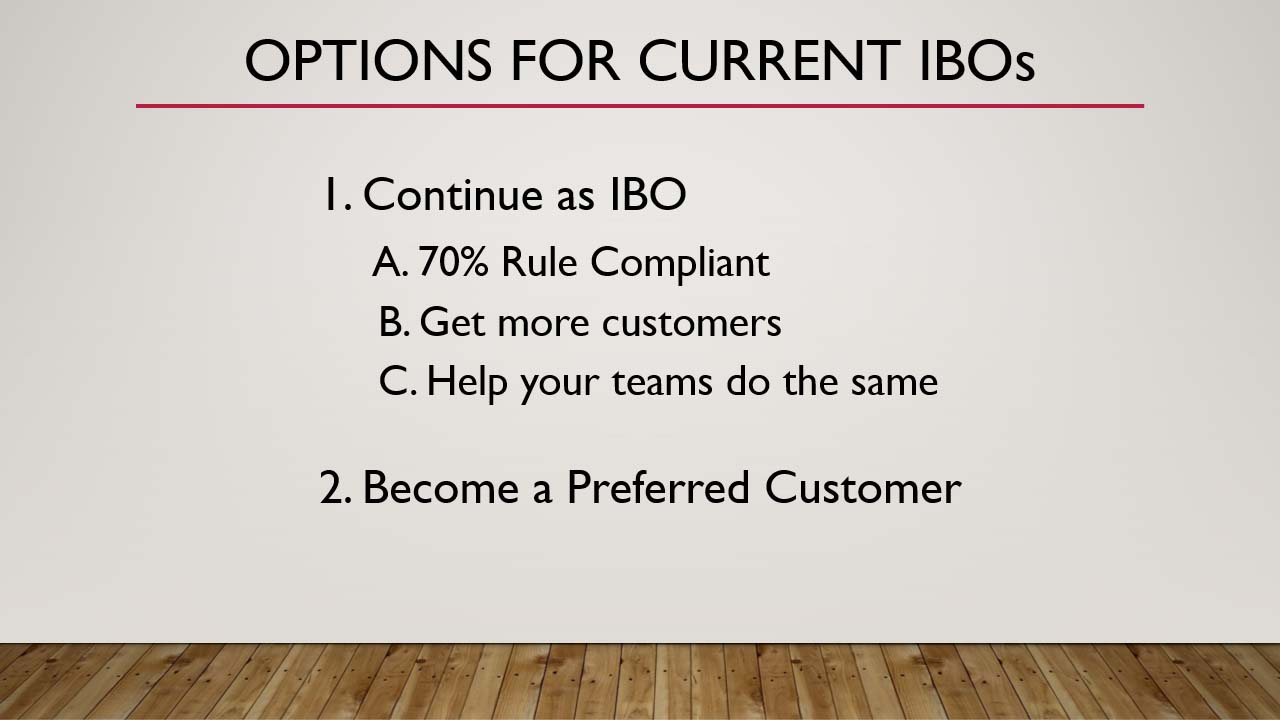 OPTIONS FOR CURRENT IBOs
1. Continue as IBO
A. 70% Rule Compliant
B. Get more customers
C. Help your teams do the same
2. Become a Preferred Customer